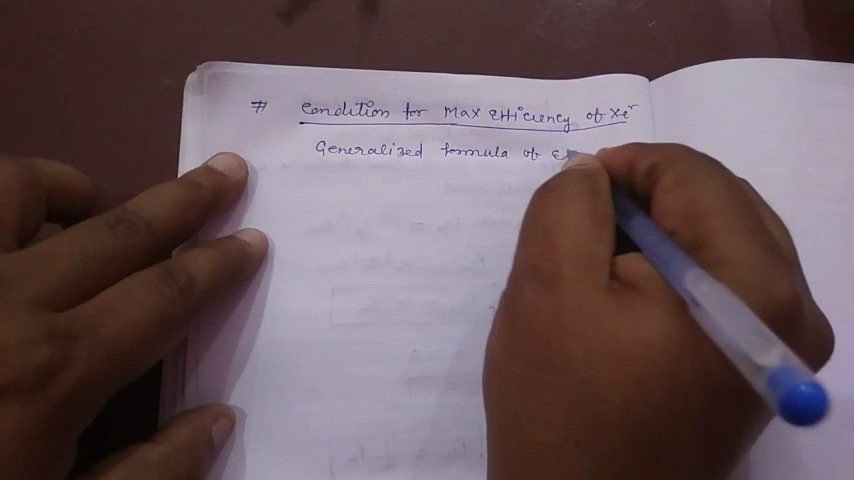 # Condition for Max efficiency of Xeʳ
Generalized formula of